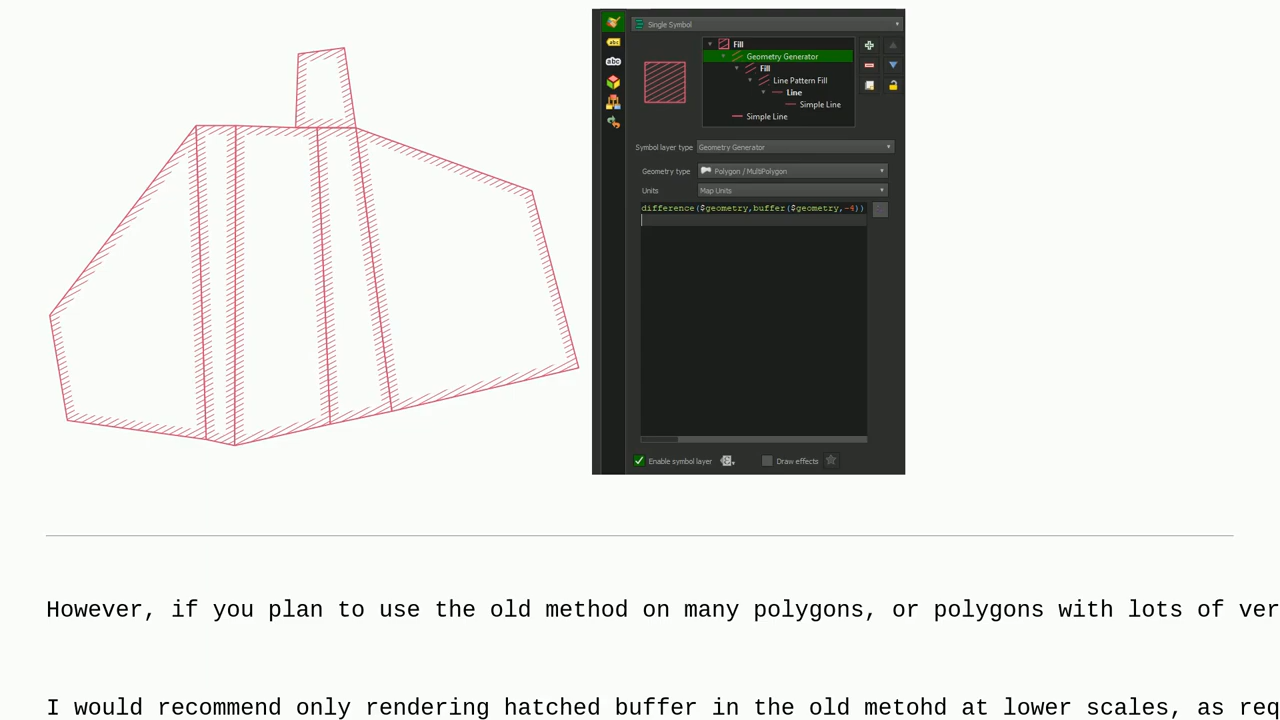 Single Symbol
Fill
Geometry Generator
Fill
Line Pattern Fill
Line
Simple Line
Simple Line
Symbol layer type Geometry Generator
Geometry type Polygon / MultiPolygon
Units Map Units
difference($geometry,buffer($geometry,-4))
Enable symbol layer Draw effects
abc
abc
However, if you plan to use the old method on many polygons, or polygons with lots of ver
I would recommend only rendering hatched buffer in the old metohd at lower scales, as req